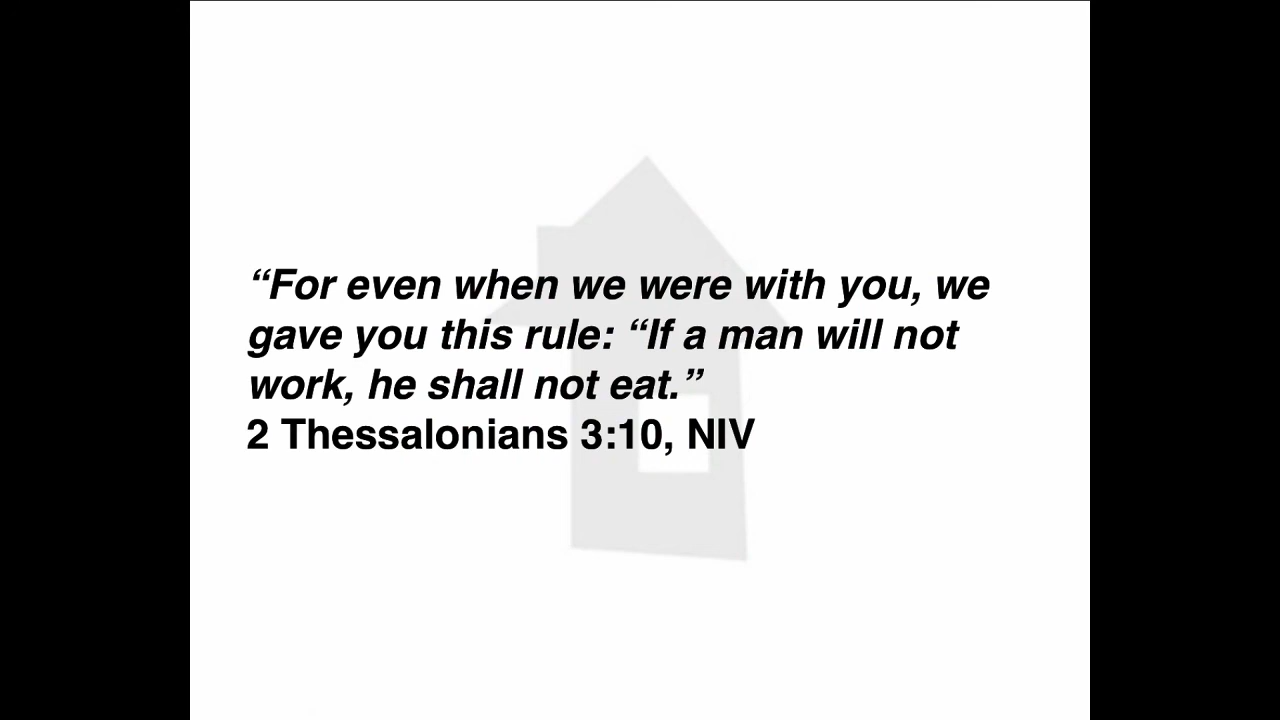 “For even when we were with you, we
gave you this rule: “If a man will not
work, he shall not eat.”
2 Thessalonians 3:10, NIV